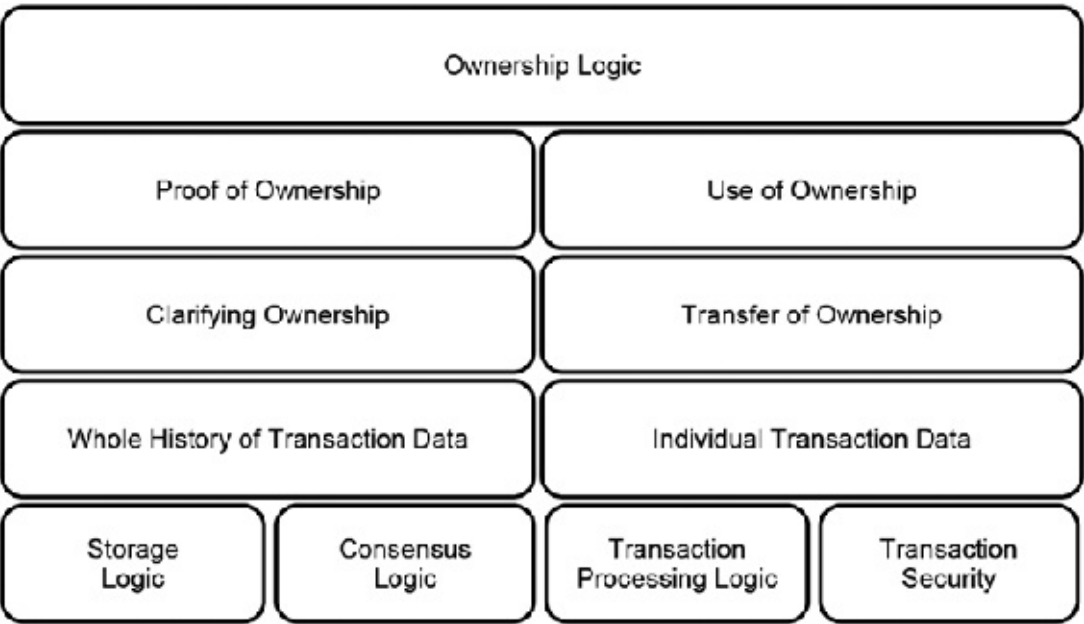 Ownership Logic
Proof of Ownership
Use of Ownership
Clarifying Ownership
Transfer of Ownership
Whole History of Transaction Data
Individual Transaction Data
Storage
Logic
Consensus
Logic
Transaction
Processing Logic
Transaction
Security